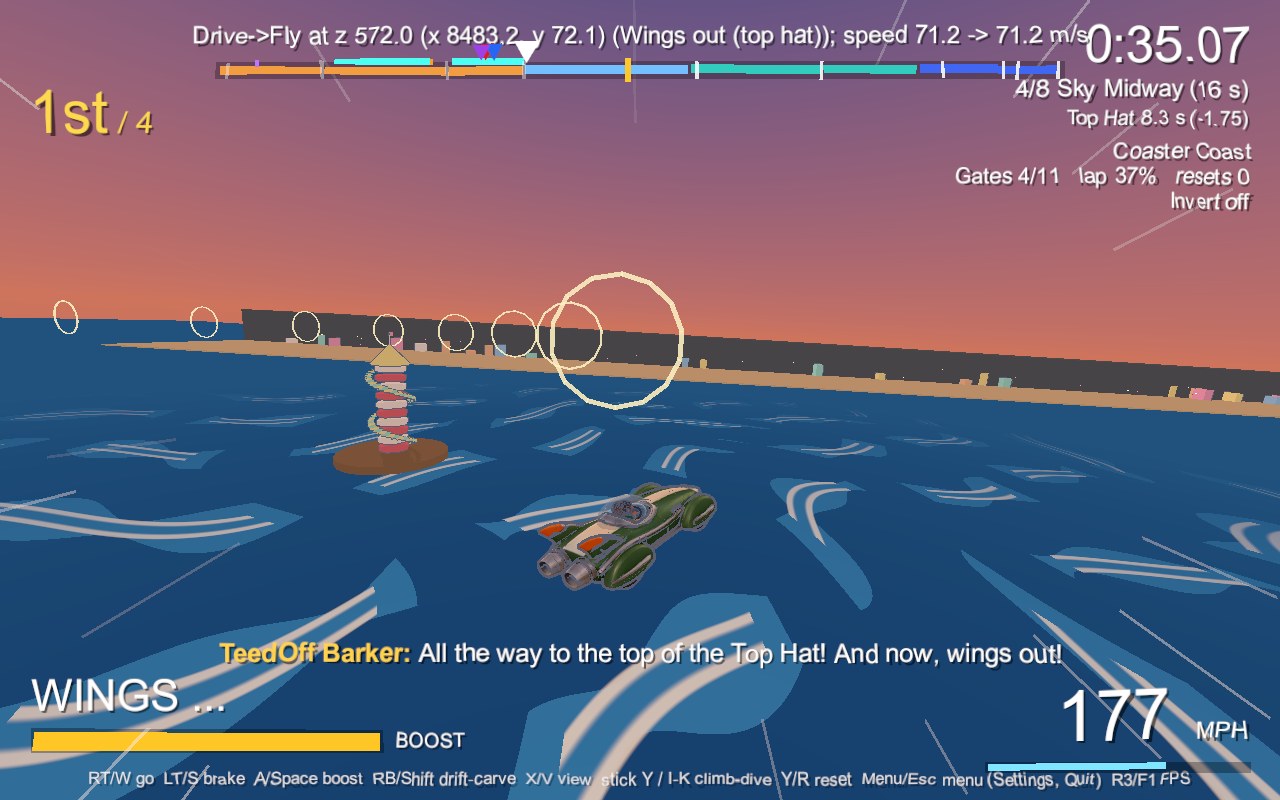 Drive->Fly at z 572.0 (x 8483.2 y 72.1) (Wings out (top hat)); speed 71.2 -> 71.2 m/s
0:35.07
4/8 Sky Midway (16 s)
1st / 4
Top Hat 8.3 s (-1.75)
Coaster Coast
Gates 4/11 lap 37% resets 0
Invert off
TeedOff Barker: All the way to the top of the Top Hat! And now, wings out!
WINGS ...
177 MPH
BOOST
RT/W go LT/S brake A/Space boost RB/Shift drift-carve X/V view stick Y / I-K climb-dive Y/R reset Menu/Esc menu (Settings, Quit) R3/F1 FPS